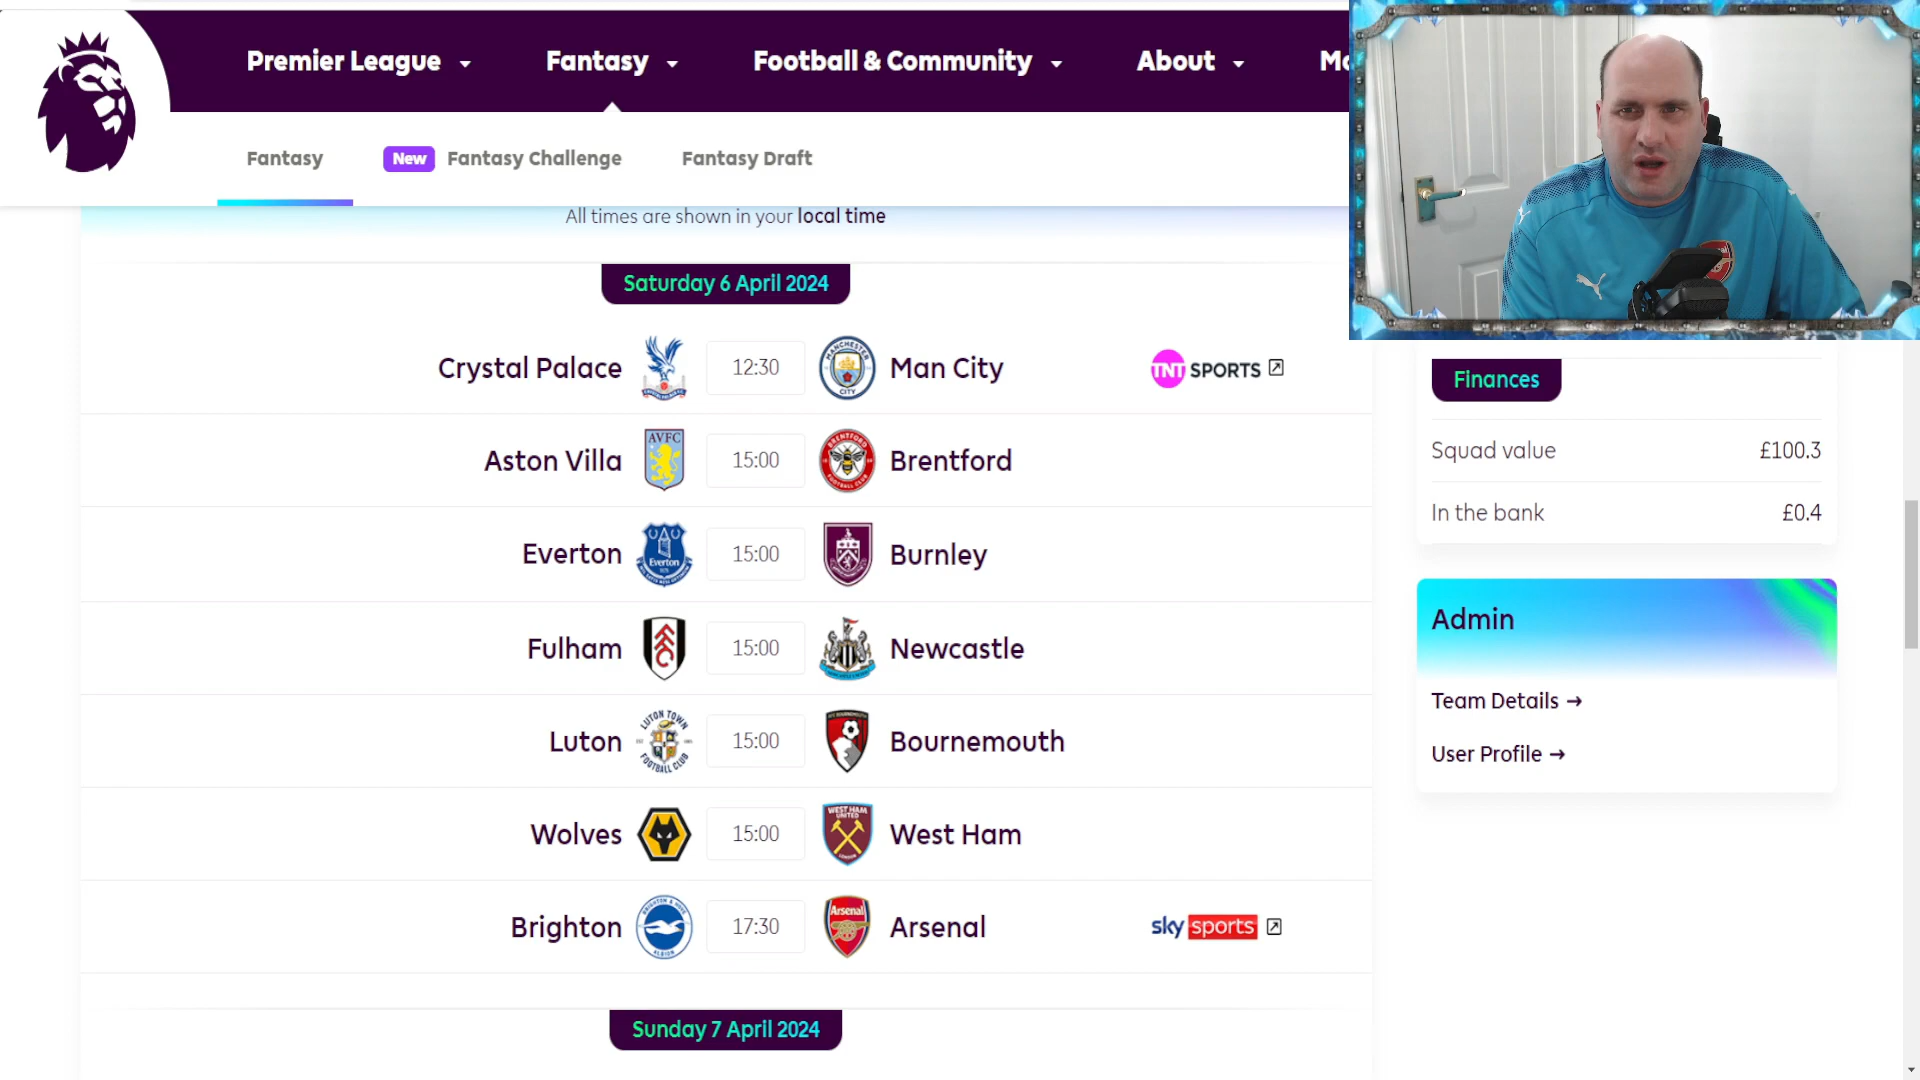 Premier League
Fantasy
Football & Community
About
Mo
Fantasy
New Fantasy Challenge
Fantasy Draft
All times are shown in your local time
Saturday 6 April 2024
Crystal Palace 12:30 Man City TNT SPORTS
Aston Villa 15:00 Brentford
Everton 15:00 Burnley
Fulham 15:00 Newcastle
Luton 15:00 Bournemouth
Wolves 15:00 West Ham
Brighton 17:30 Arsenal sky sports
Sunday 7 April 2024
Finances
Squad value £100.3
In the bank £0.4
Admin
Team Details →
User Profile →